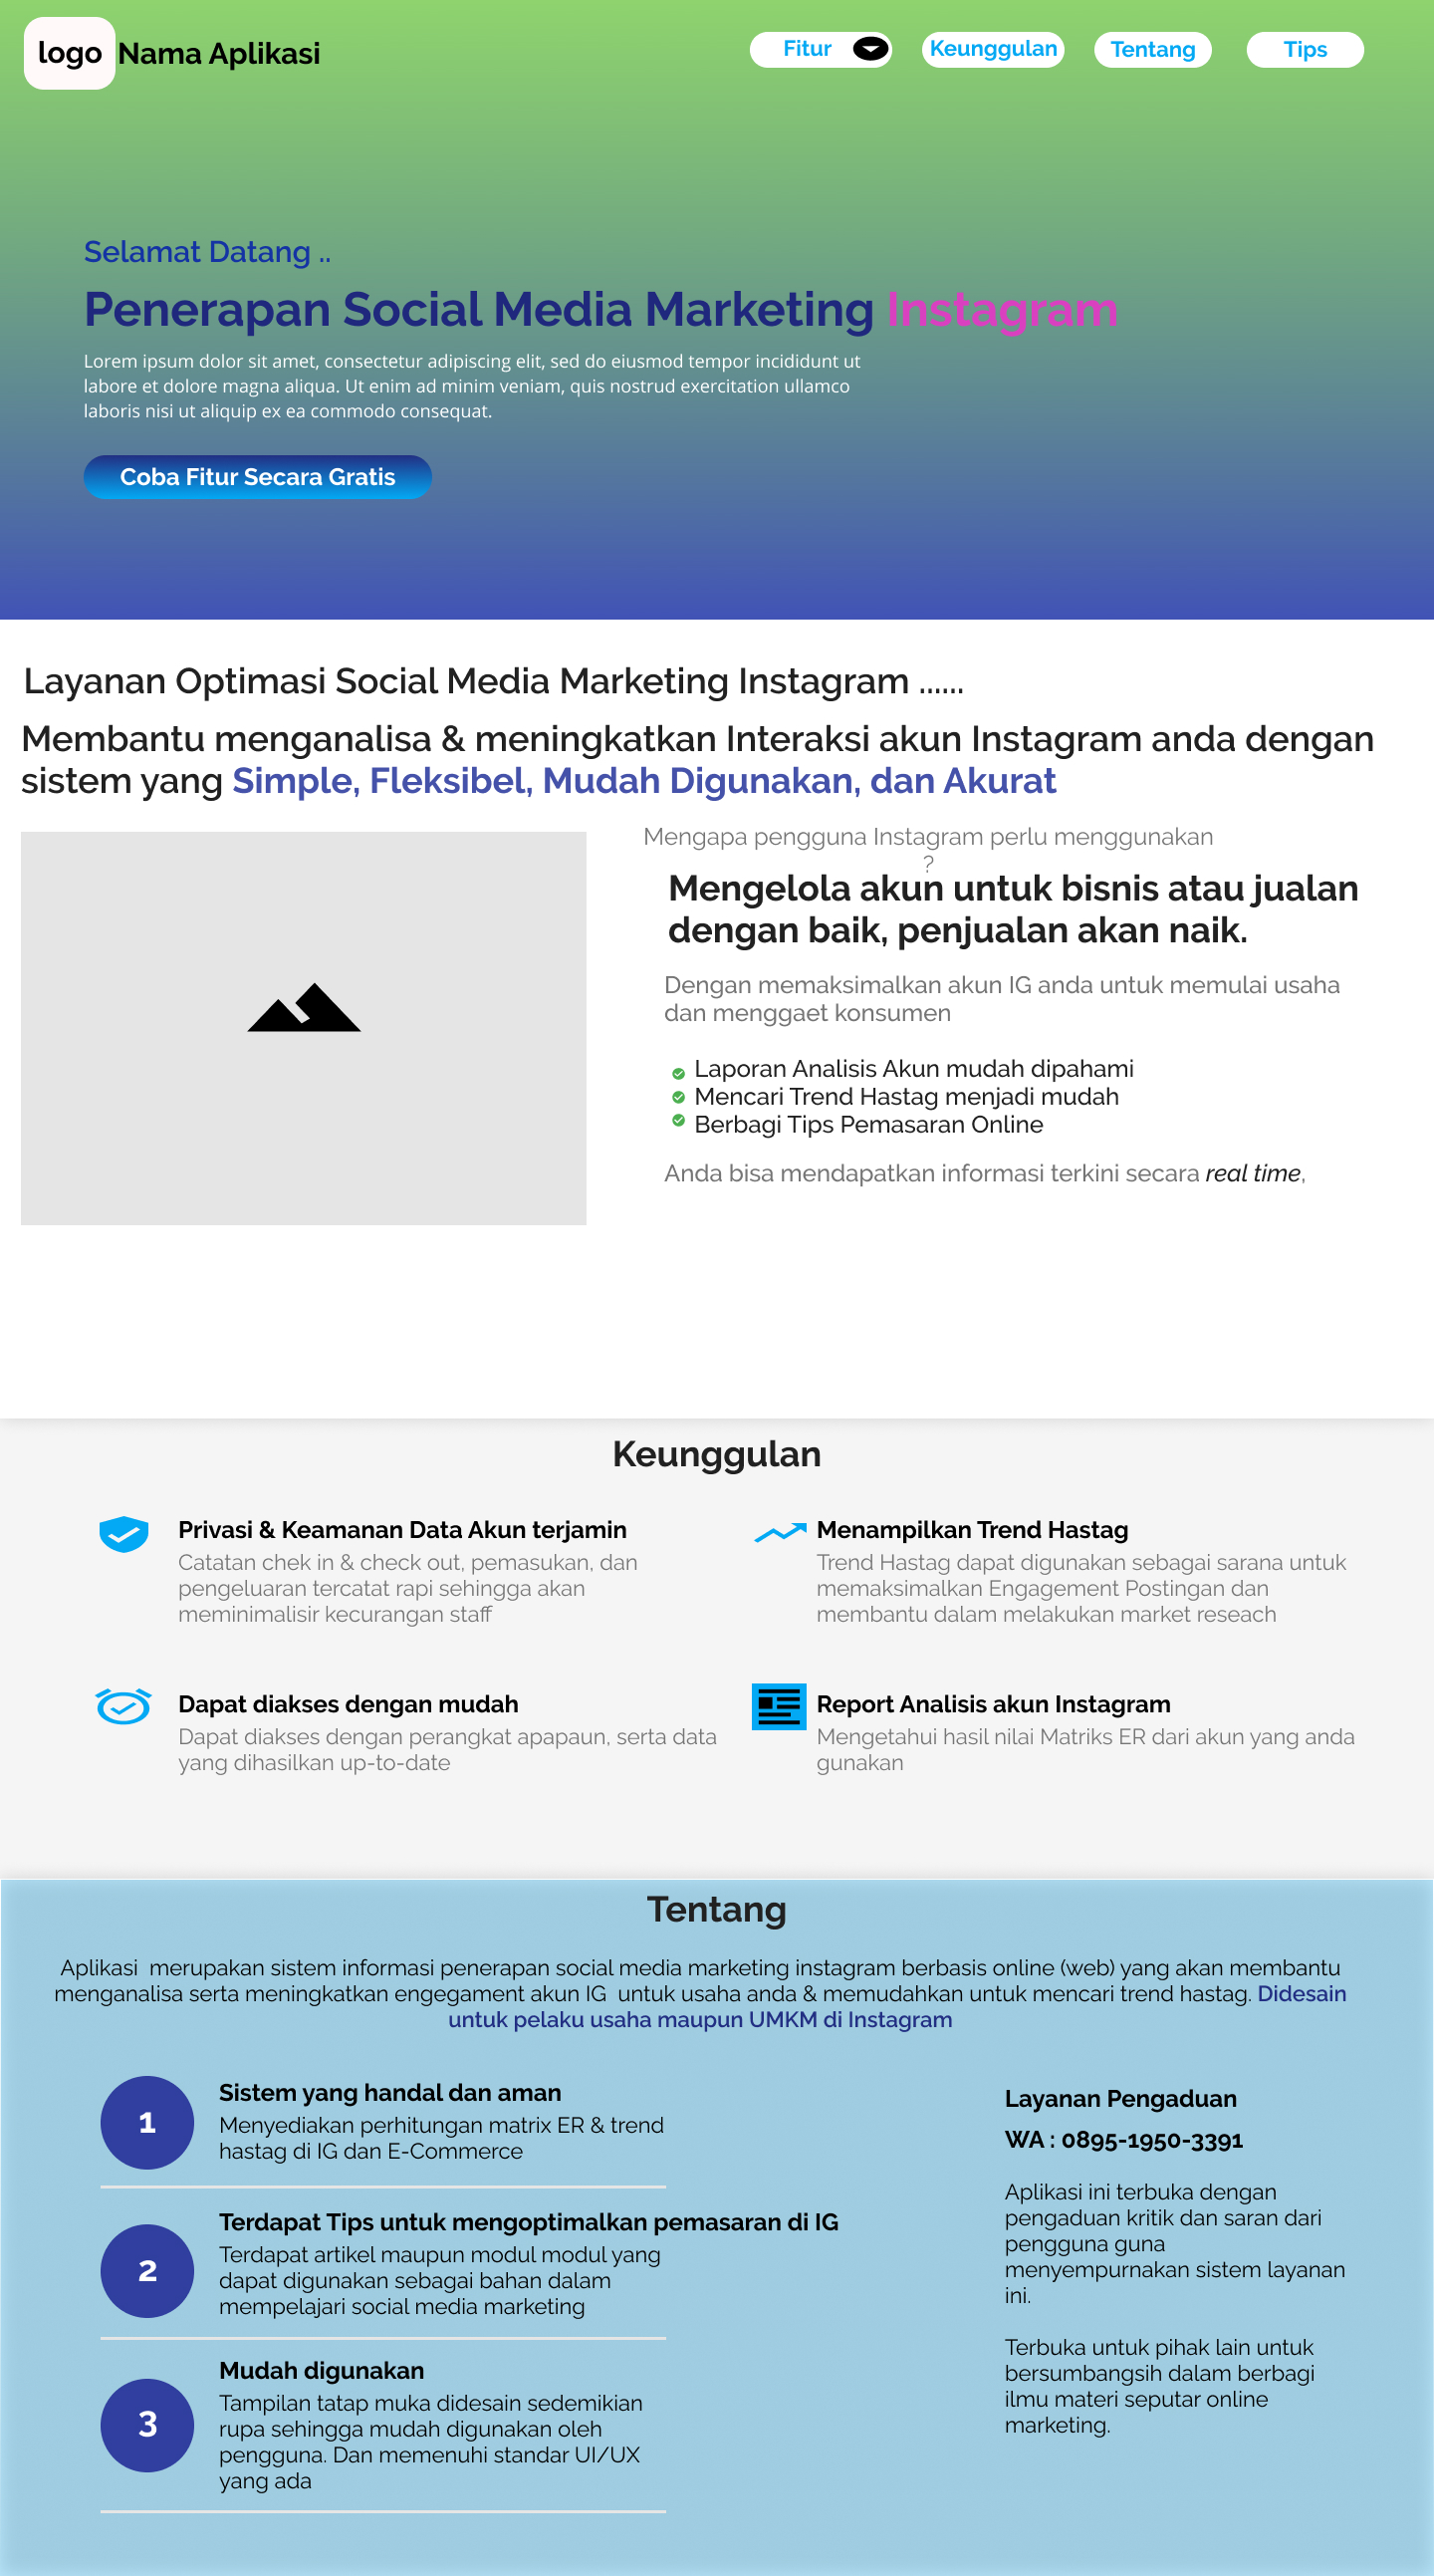 logo
Nama Aplikasi
Fitur
Keunggulan
Tentang
Tips
Selamat Datang ..
Penerapan Social Media Marketing Instagram
Lorem ipsum dolor sit amet, consectetur adipiscing elit, sed do eiusmod tempor incididunt ut
labore et dolore magna aliqua. Ut enim ad minim veniam, quis nostrud exercitation ullamco
laboris nisi ut aliquip ex ea commodo consequat.
Coba Fitur Secara Gratis
Layanan Optimasi Social Media Marketing Instagram ......
Membantu menganalisa & meningkatkan Interaksi akun Instagram anda dengan
sistem yang Simple, Fleksibel, Mudah Digunakan, dan Akurat
Mengapa pengguna Instagram perlu menggunakan
?
Mengelola akun untuk bisnis atau jualan
dengan baik, penjualan akan naik.
Dengan memaksimalkan akun IG anda untuk memulai usaha
dan menggaet konsumen
Laporan Analisis Akun mudah dipahami
Mencari Trend Hastag menjadi mudah
Berbagi Tips Pemasaran Online
Anda bisa mendapatkan informasi terkini secara real time,
Keunggulan
Privasi & Keamanan Data Akun terjamin
Catatan chek in & check out, pemasukan, dan
pengeluaran tercatat rapi sehingga akan
meminimalisir kecurangan staff
Menampilkan Trend Hastag
Trend Hastag dapat digunakan sebagai sarana untuk
memaksimalkan Engagement Postingan dan
membantu dalam melakukan market reseach
Dapat diakses dengan mudah
Dapat diakses dengan perangkat apapaun, serta data
yang dihasilkan up-to-date
Report Analisis akun Instagram
Mengetahui hasil nilai Matriks ER dari akun yang anda
gunakan
Tentang
Aplikasi  merupakan sistem informasi penerapan social media marketing instagram berbasis online (web) yang akan membantu
menganalisa serta meningkatkan engegament akun IG  untuk usaha anda & memudahkan untuk mencari trend hastag. Didesain
untuk pelaku usaha maupun UMKM di Instagram
1
Sistem yang handal dan aman
Menyediakan perhitungan matrix ER & trend
hastag di IG dan E-Commerce
2
Terdapat Tips untuk mengoptimalkan pemasaran di IG
Terdapat artikel maupun modul modul yang
dapat digunakan sebagai bahan dalam
mempelajari social media marketing
3
Mudah digunakan
Tampilan tatap muka didesain sedemikian
rupa sehingga mudah digunakan oleh
pengguna. Dan memenuhi standar UI/UX
yang ada
Layanan Pengaduan
WA : 0895-1950-3391
Aplikasi ini terbuka dengan
pengaduan kritik dan saran dari
pengguna guna
menyempurnakan sistem layanan
ini.
Terbuka untuk pihak lain untuk
bersumbangsih dalam berbagi
ilmu materi seputar online
marketing.